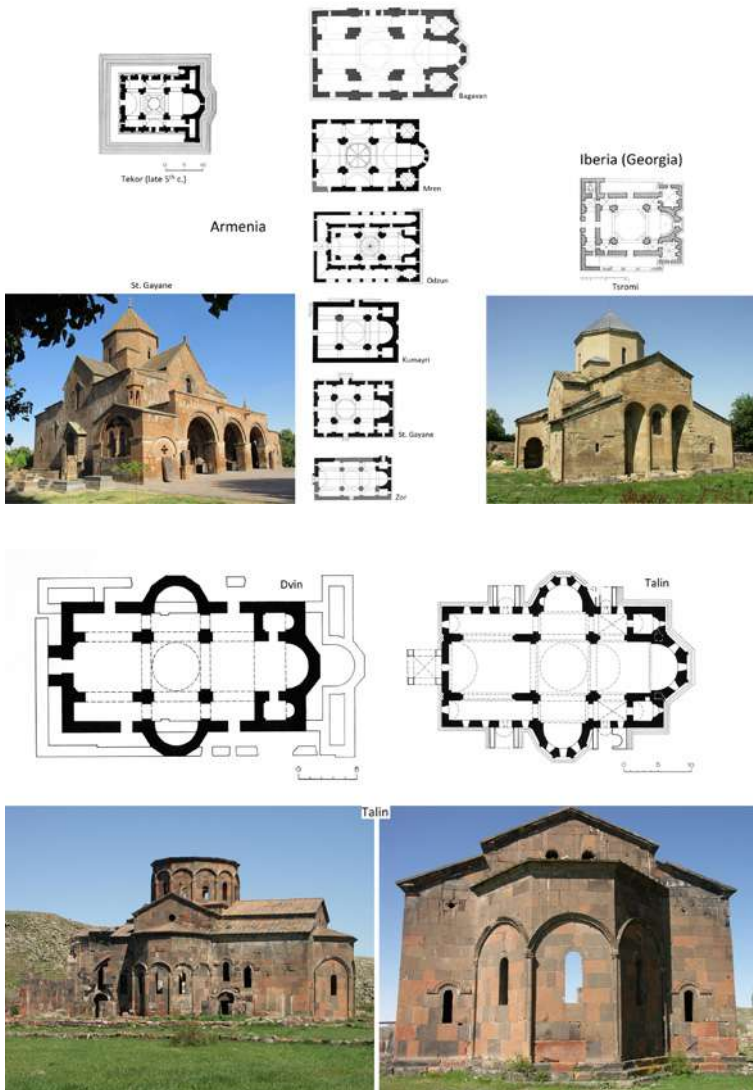 Bagavan
Tekor (late 5th c.)
Mren
Iberia (Georgia)
Armenia
Odzun
St. Gayane
Tsromi
Kumayri
St. Gayane
Zor
Dvin
Talin
Talin